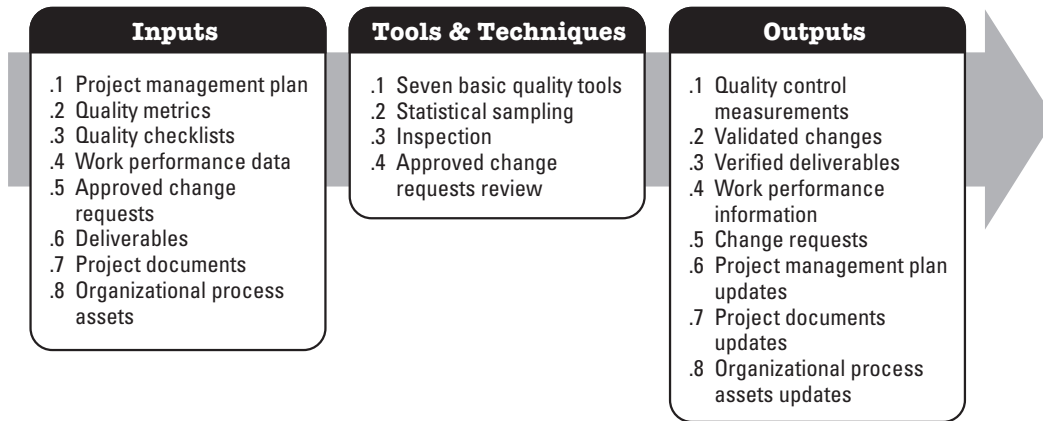 Inputs
.1 Project management plan
.2 Quality metrics
.3 Quality checklists
.4 Work performance data
.5 Approved change
requests
.6 Deliverables
.7 Project documents
.8 Organizational process
assets
Tools & Techniques
.1 Seven basic quality tools
.2 Statistical sampling
.3 Inspection
.4 Approved change
requests review
Outputs
.1 Quality control
measurements
.2 Validated changes
.3 Verified deliverables
.4 Work performance
information
.5 Change requests
.6 Project management plan
updates
.7 Project documents
updates
.8 Organizational process
assets updates